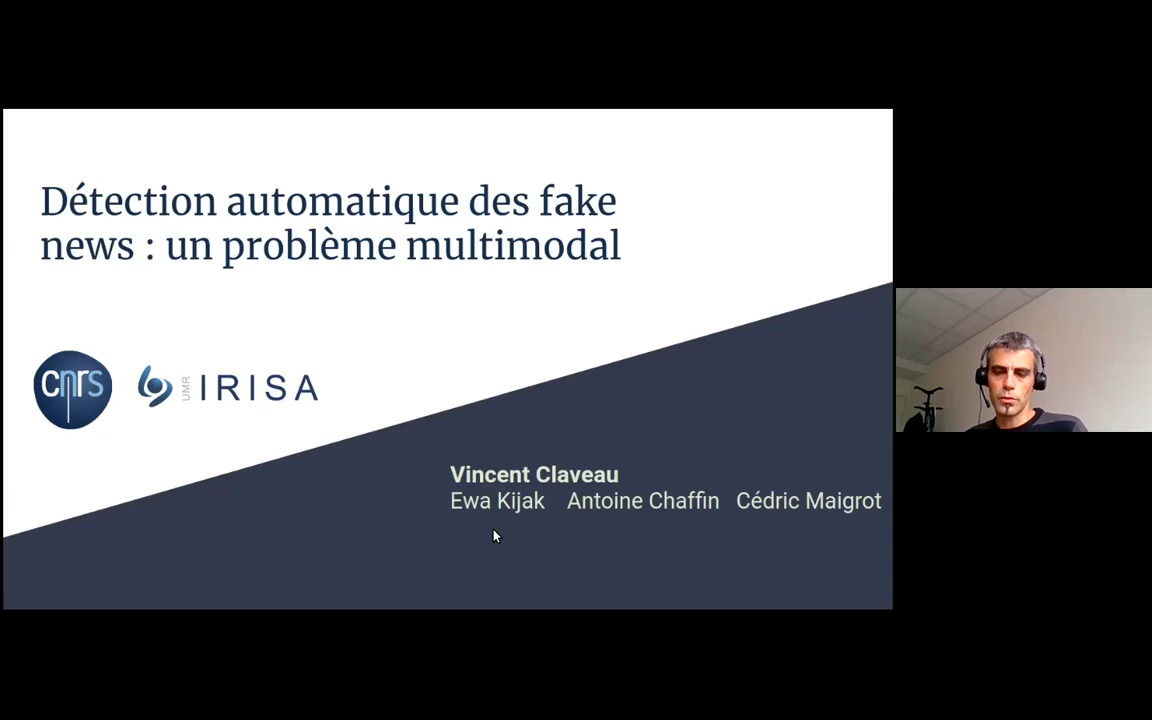 Détection automatique des fake
news : un problème multimodal
cnrs
UMR IRISA
Vincent Claveau
Ewa Kijak Antoine Chaffin Cédric Maigrot